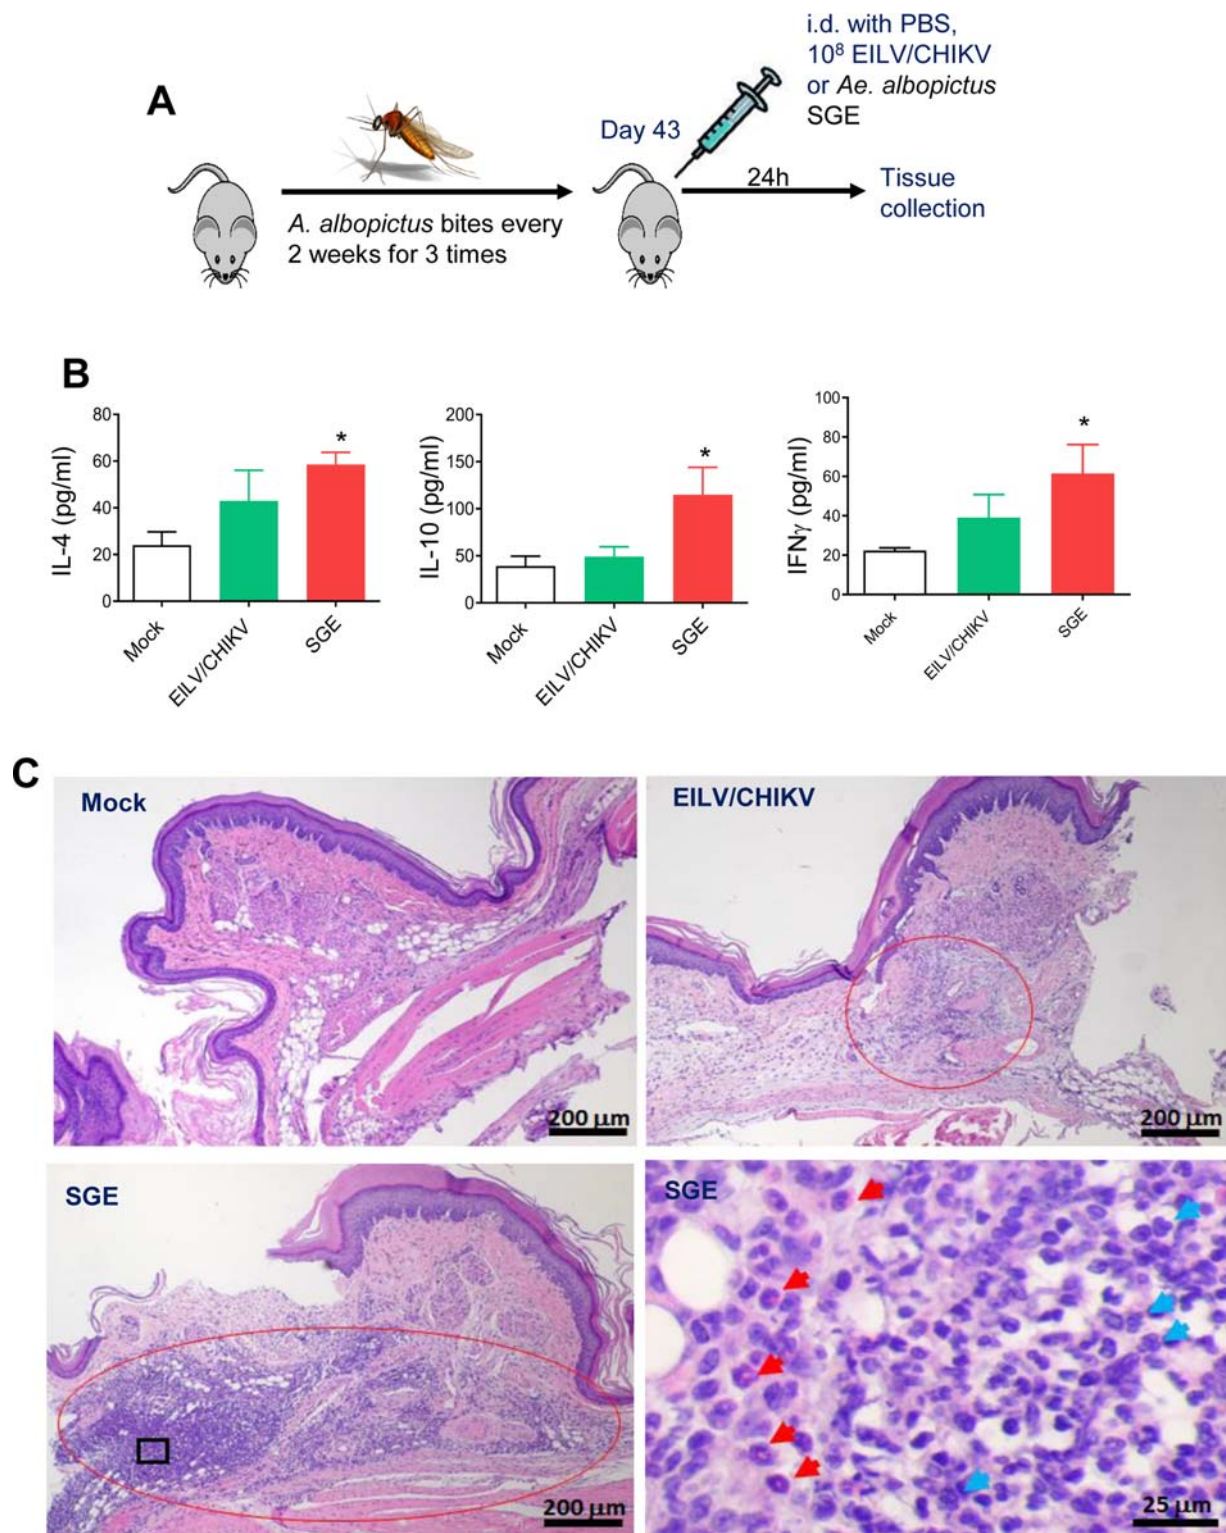 A
i.d. with PBS,
10⁸ EILV/CHIKV
or Ae. albopictus
SGE
Day 43
24h
Tissue
collection
A. albopictus bites every
2 weeks for 3 times
B
IL-4 (pg/ml)
80
60
40
20
0
*
Mock
EILV/CHIKV
SGE
IL-10 (pg/ml)
200
150
100
50
0
*
Mock
EILV/CHIKV
SGE
IFNγ (pg/ml)
100
80
60
40
20
0
*
Mock
EILV/CHIKV
SGE
C
Mock
200 µm
EILV/CHIKV
200 µm
SGE
200 µm
SGE
25 µm